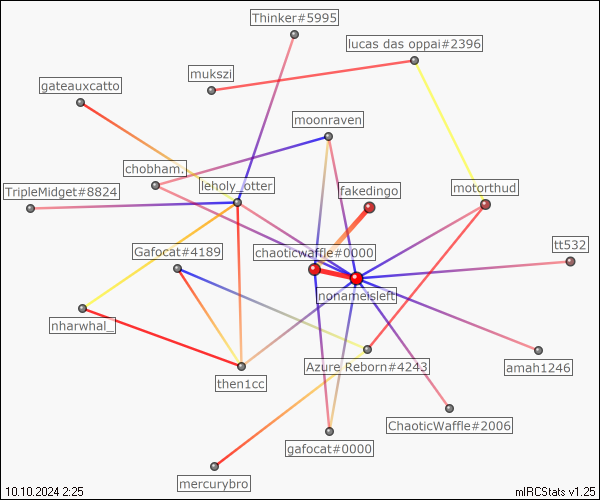 Thinker#5995
lucas das oppai#2396
mukszi
gateauxcatto
moonraven
chobham.
TripleMidget#8824
leholy_otter
fakedingo
motorthud
Gafocat#4189
chaoticwaffle#0000
tt532
nonameisleft
nharwhal_
then1cc
Azure Reborn#4243
amah1246
ChaoticWaffle#2006
gafocat#0000
mercurybro
10.10.2024 2:25
mIRCStats v1.25